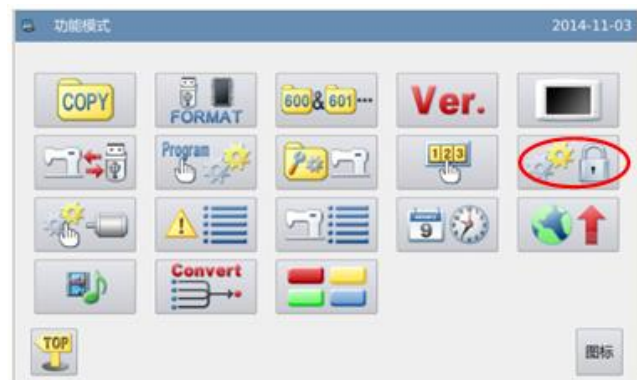 功能模式 2014-11-03
COPY FORMAT 600&601··· Ver.
Program 123
9
Convert
TOP 图标